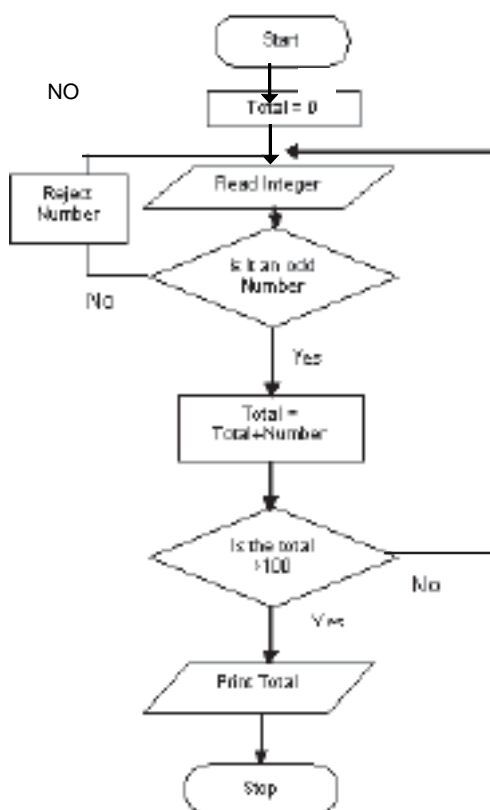 Start
NO
Total = 0
Read Integer
Reject
Number
Is it an odd
Number
No
Yes
Total =
Total+Number
Is the total
>100
No
Yes
Print Total
Stop